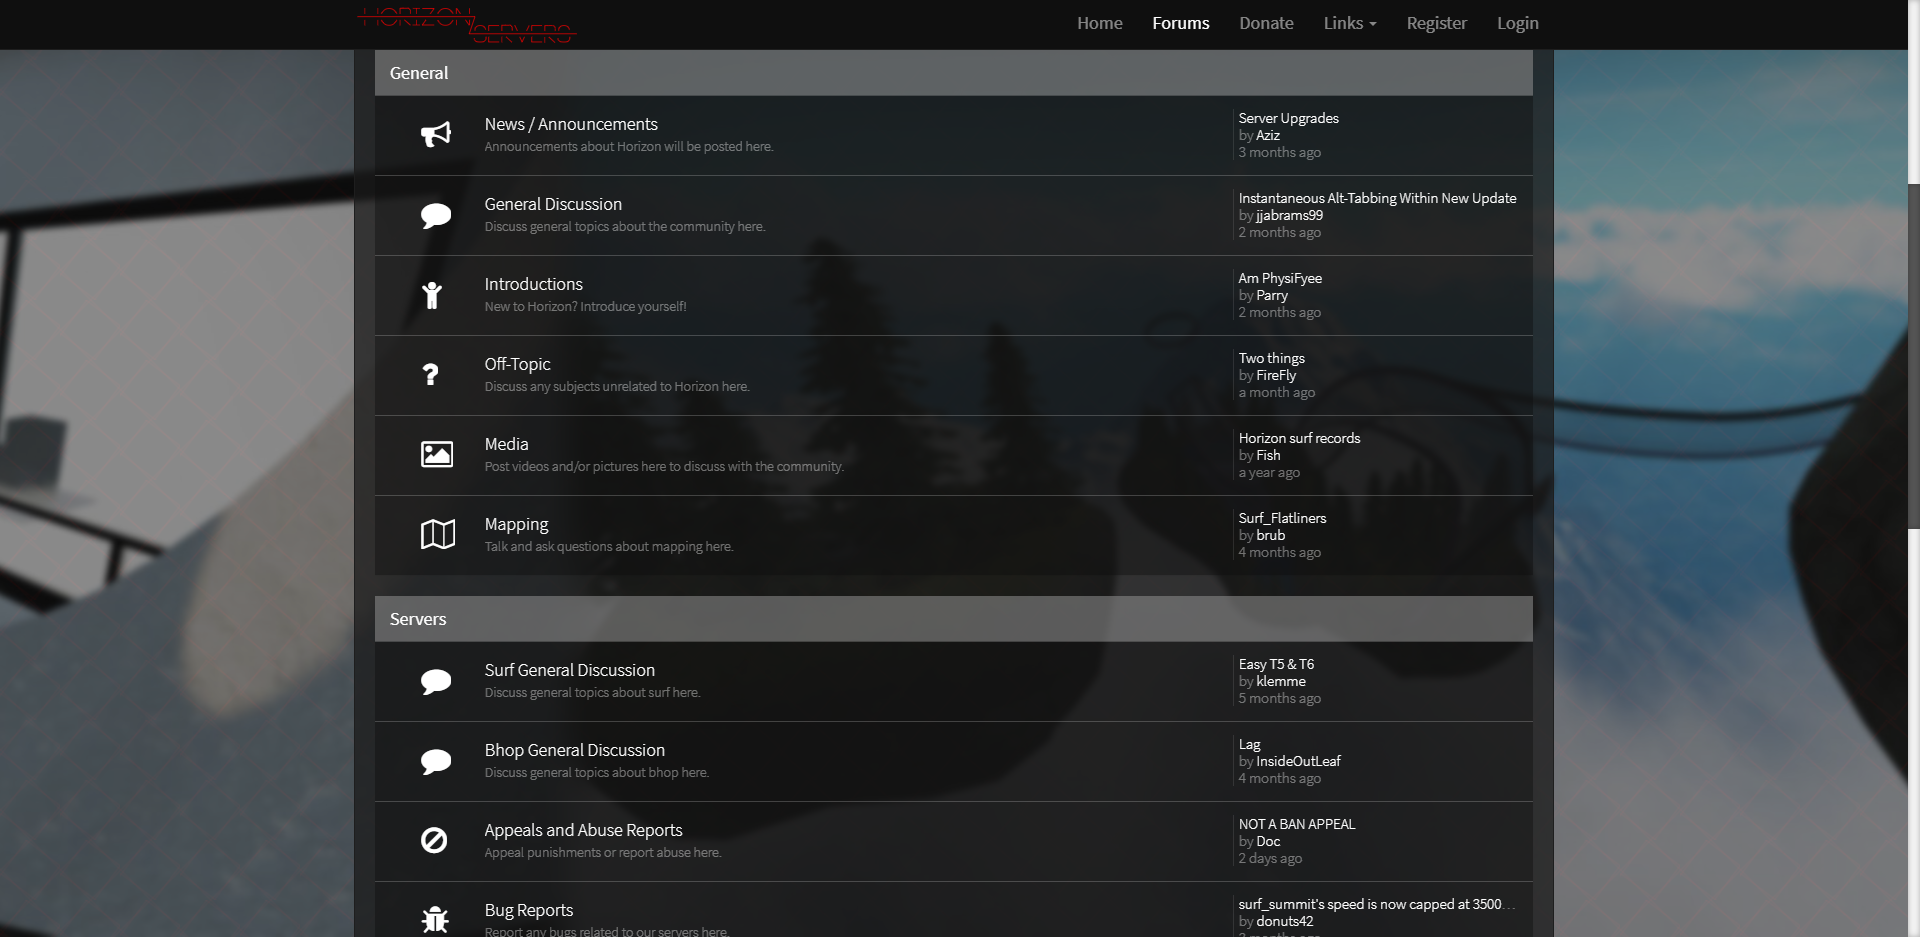 HORIZON
SERVERS
Home Forums Donate Links Register Login
General
News / Announcements
Announcements about Horizon will be posted here.
Server Upgrades
by Aziz
3 months ago
General Discussion
Discuss general topics about the community here.
Instantaneous Alt-Tabbing Within New Update
by jjabrams99
2 months ago
Introductions
New to Horizon? Introduce yourself!
Am PhysiFyee
by Parry
2 months ago
Off-Topic
Discuss any subjects unrelated to Horizon here.
Two things
by FireFly
a month ago
Media
Post videos and/or pictures here to discuss with the community.
Horizon surf records
by Fish
a year ago
Mapping
Talk and ask questions about mapping here.
Surf_Flatliners
by brub
4 months ago
Servers
Surf General Discussion
Discuss general topics about surf here.
Easy T5 & T6
by klemme
5 months ago
Bhop General Discussion
Discuss general topics about bhop here.
Lag
by InsideOutLeaf
4 months ago
Appeals and Abuse Reports
Appeal punishments or report abuse here.
NOT A BAN APPEAL
by Doc
2 days ago
Bug Reports
Report any bugs related to our servers here.
surf_summit's speed is now capped at 3500...
by donuts42